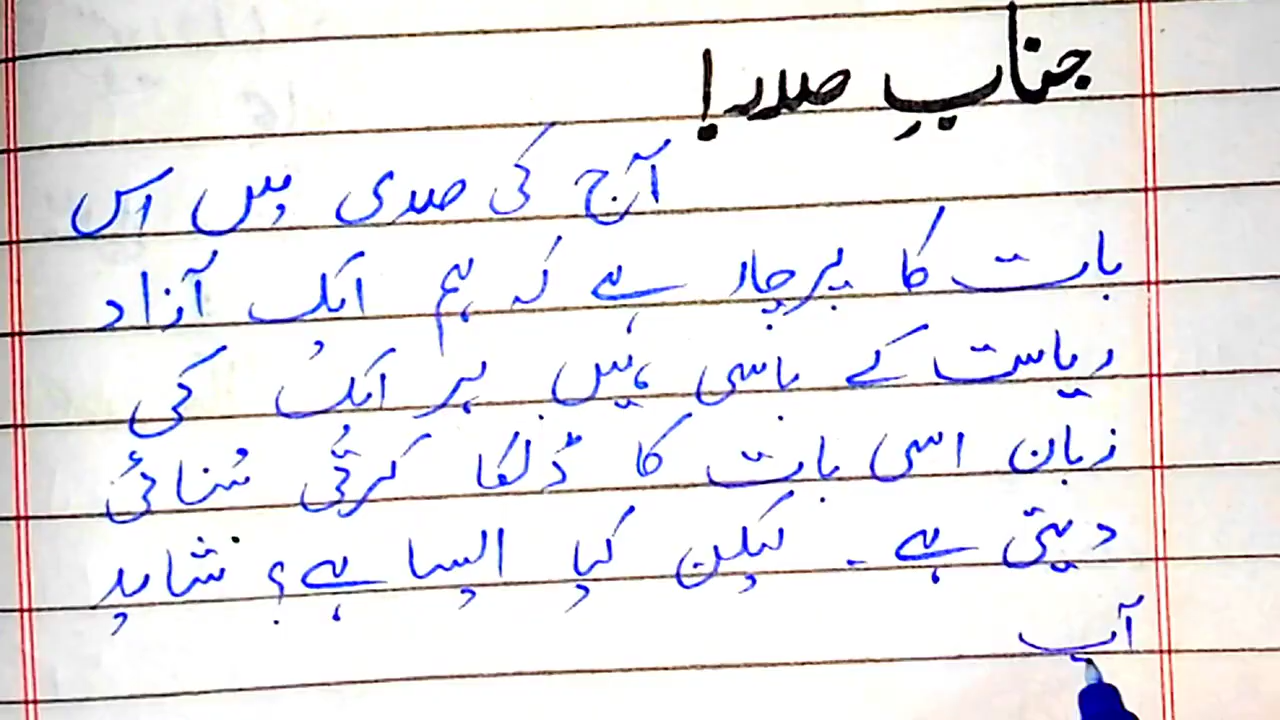 جنابِ صدر!
آج کی صدی میں اس
بات کا پرچار ہے کہ ہم ایک آزاد
ریاست کے باسی ہیں ہر ایک کی
زبان اسی بات کا ڈنکا کرتی سُنائی
دیتی ہے۔ لیکن کیا ایسا ہے؟ شاید
آپ